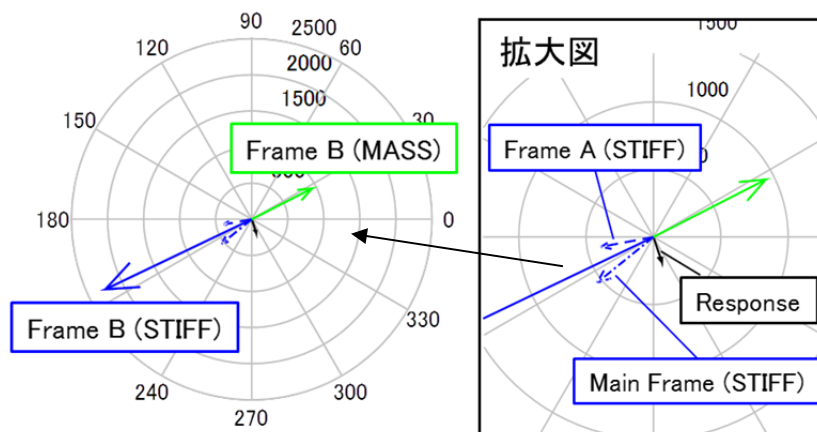 90
2500
120
60
2000
1500
30
150
Frame B (MASS)
180
0
Frame B (STIFF)
330
240
300
270
1500
拡大図
1000
Frame A (STIFF)
Response
Main Frame (STIFF)